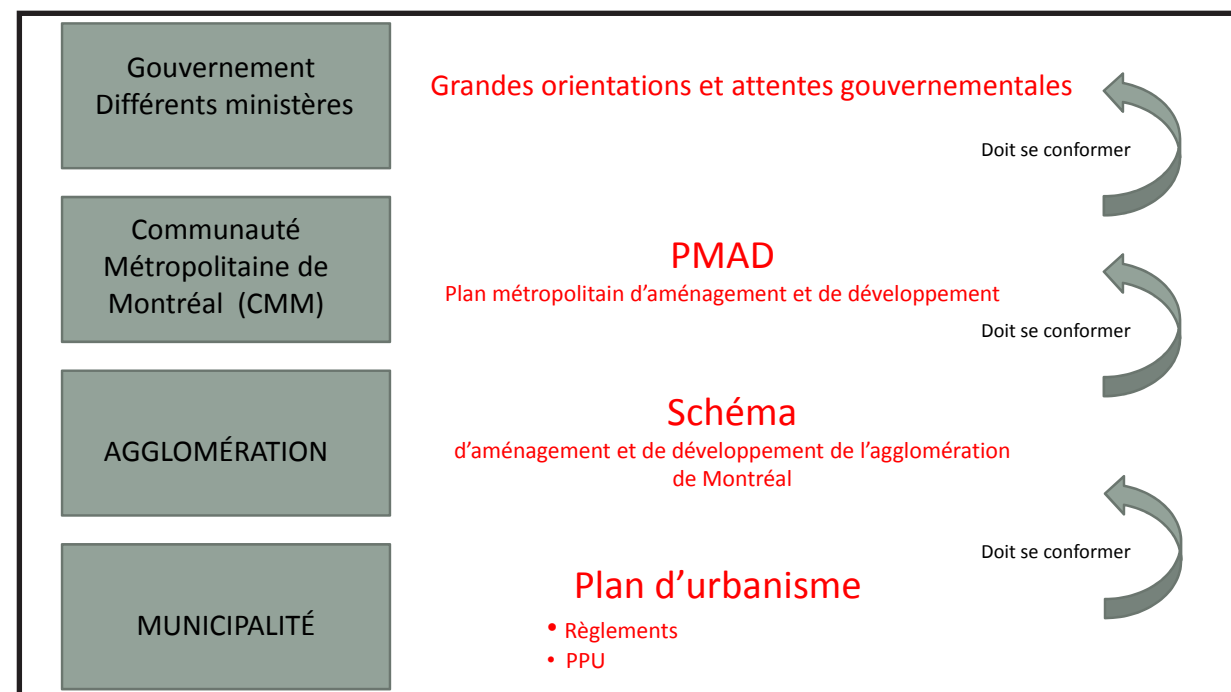 Gouvernement
Différents ministères
Grandes orientations et attentes gouvernementales
Doit se conformer
Communauté
Métropolitaine de
Montréal (CMM)
PMAD
Plan métropolitain d’aménagement et de développement
Doit se conformer
AGGLOMÉRATION
Schéma
d’aménagement et de développement de l’agglomération
de Montréal
Doit se conformer
MUNICIPALITÉ
Plan d’urbanisme
• Règlements
• PPU